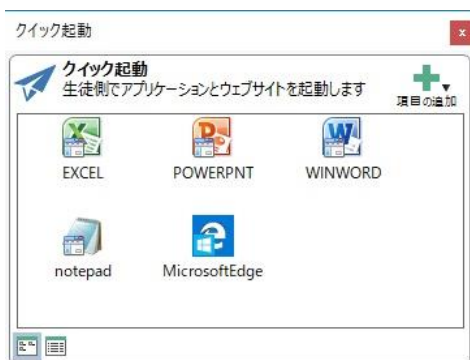 クイック起動
クイック起動
生徒側でアプリケーションとウェブサイトを起動します
項目の追加
EXCEL
POWERPNT
WINWORD
notepad
MicrosoftEdge